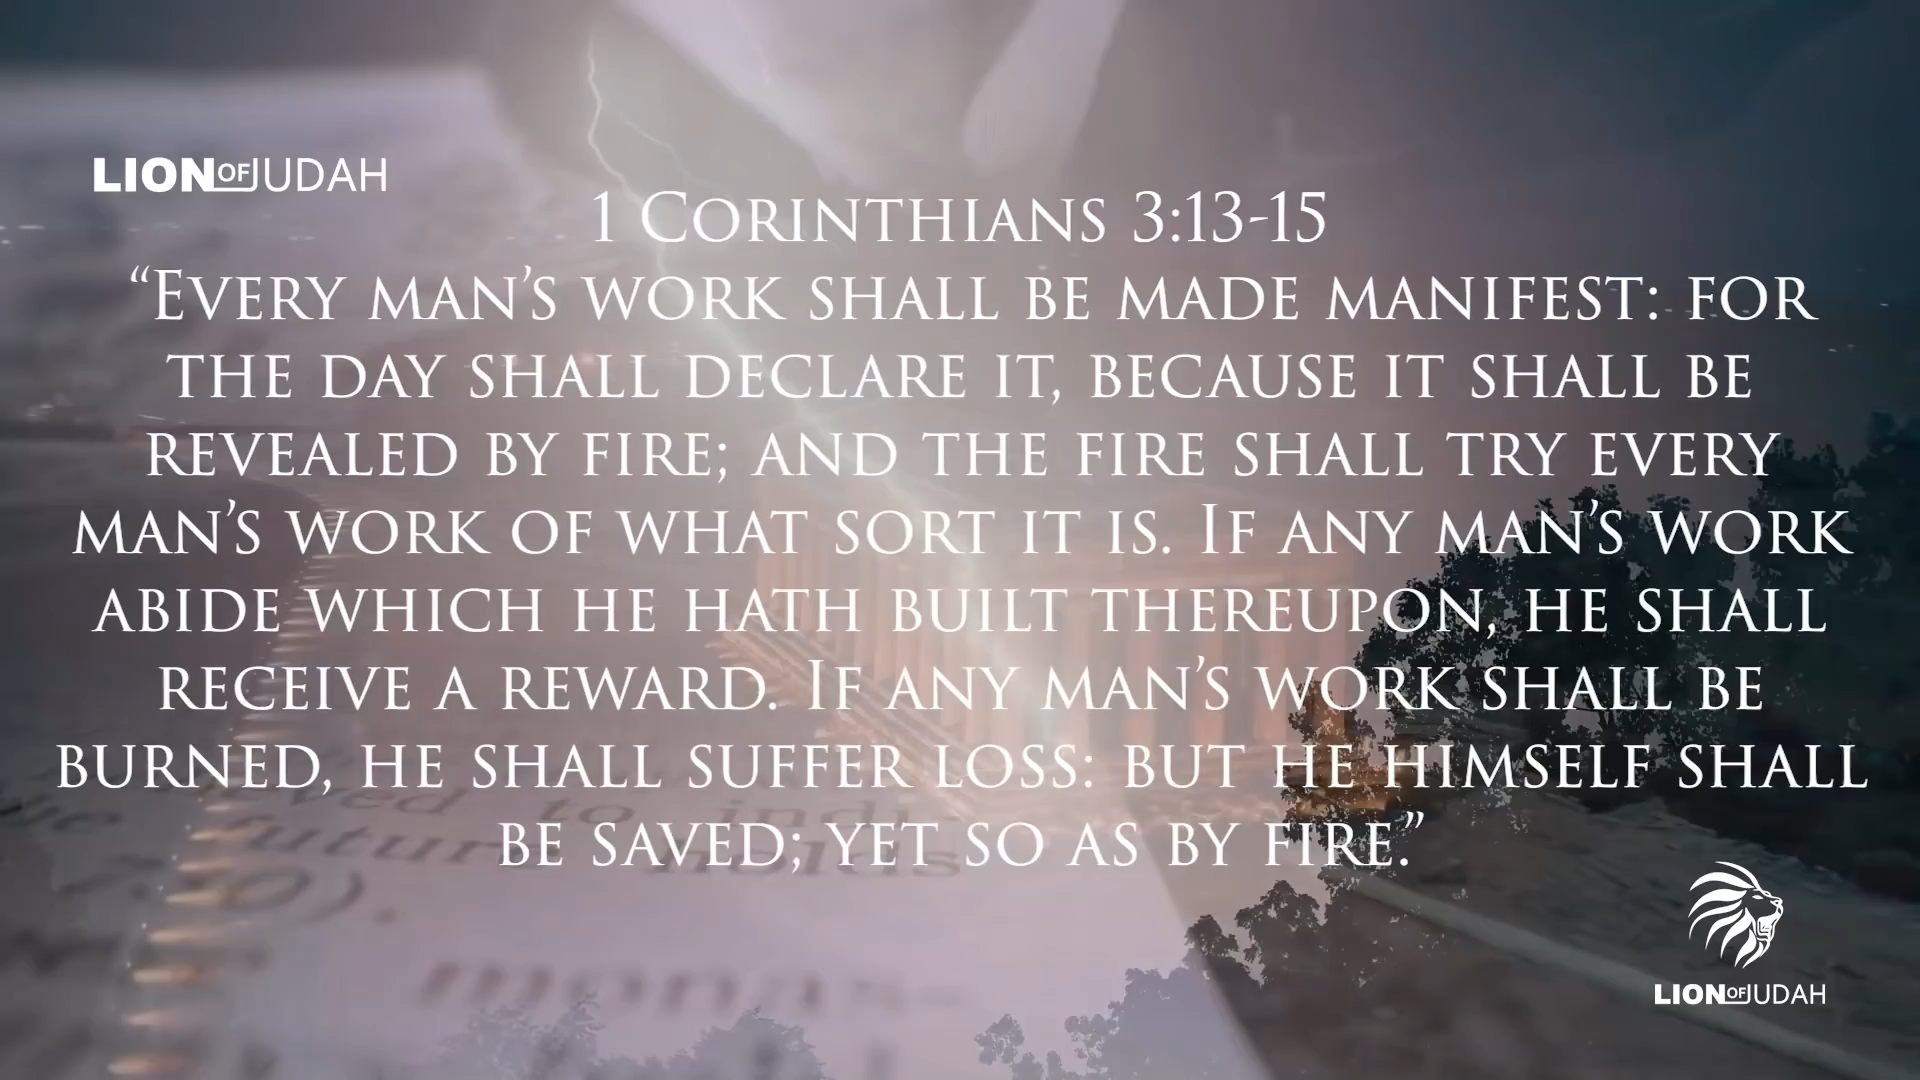 LION OF JUDAH
1 Corinthians 3:13-15
“Every man’s work shall be made manifest: for
the day shall declare it, because it shall be
revealed by fire; and the fire shall try every
man’s work of what sort it is. If any man’s work
abide which he hath built thereupon, he shall
receive a reward. If any man’s work shall be
burned, he shall suffer loss: but he himself shall
be saved; yet so as by fire.”
future holds
LION OF JUDAH